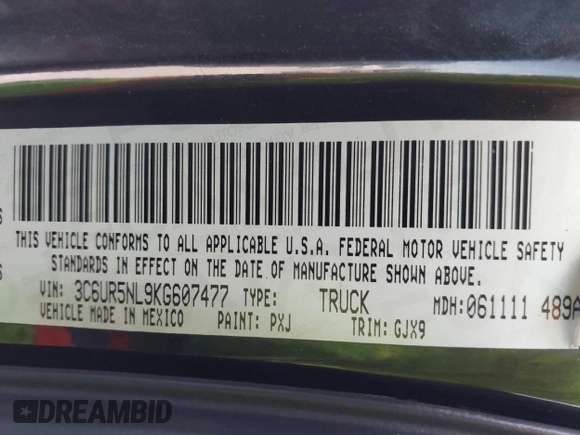 THIS VEHICLE CONFORMS TO ALL APPLICABLE U.S.A. FEDERAL MOTOR VEHICLE SAFETY
STANDARDS IN EFFECT ON THE DATE OF MANUFACTURE SHOWN ABOVE.
VIN: 3C6UR5NL9KG607477 TYPE: TRUCK MDH: 061111 489A
VEHICLE MADE IN MEXICO PAINT: PXJ TRIM: GJX9
DREAMBID